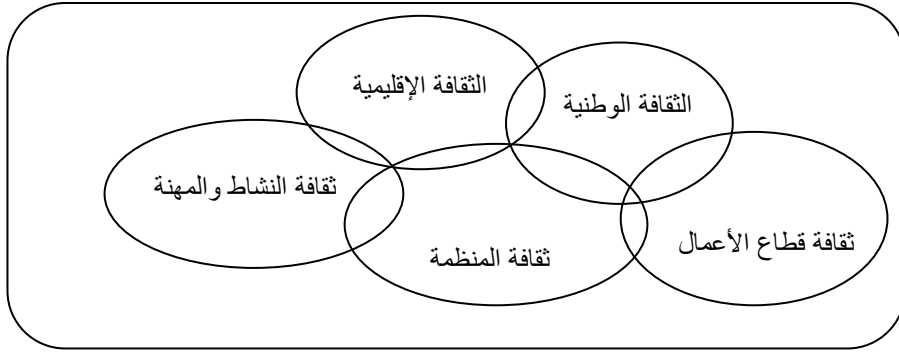 الثقافة الإقليمية
الثقافة الوطنية
ثقافة النشاط والمهنة
ثقافة قطاع الأعمال
ثقافة المنظمة